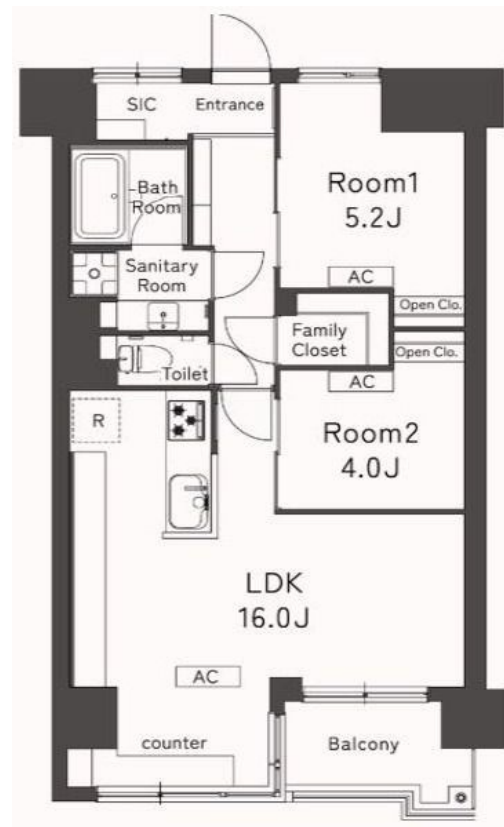 SIC
Entrance
Bath
Room
Room1
5.2J
Sanitary
Room
AC
Open Clo.
Family
Closet
Open Clo.
Toilet
AC
R
Room2
4.0J
LDK
16.0J
AC
counter
Balcony